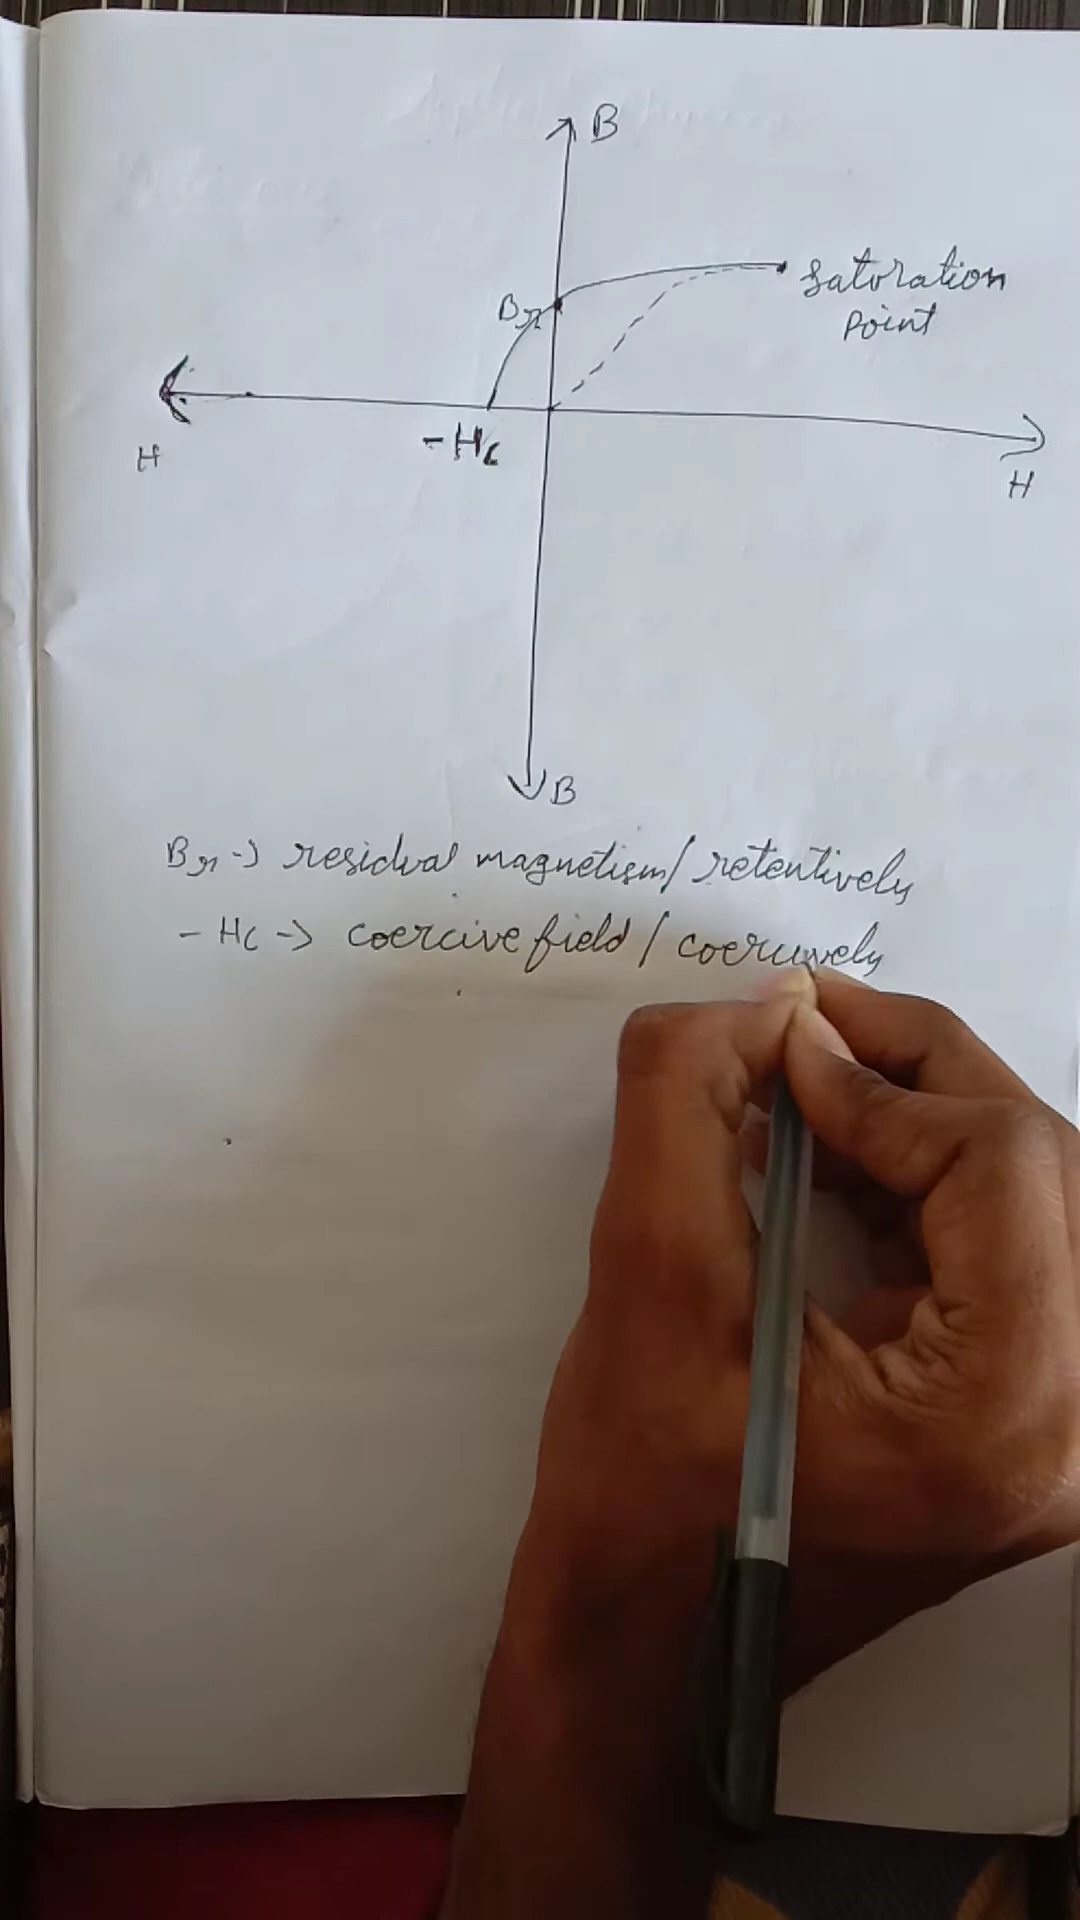 B
Saturation
Point
Br
-Hc
H
H
B
Br -> residual magnetism/retentively
- Hc -> coercive field / coercively